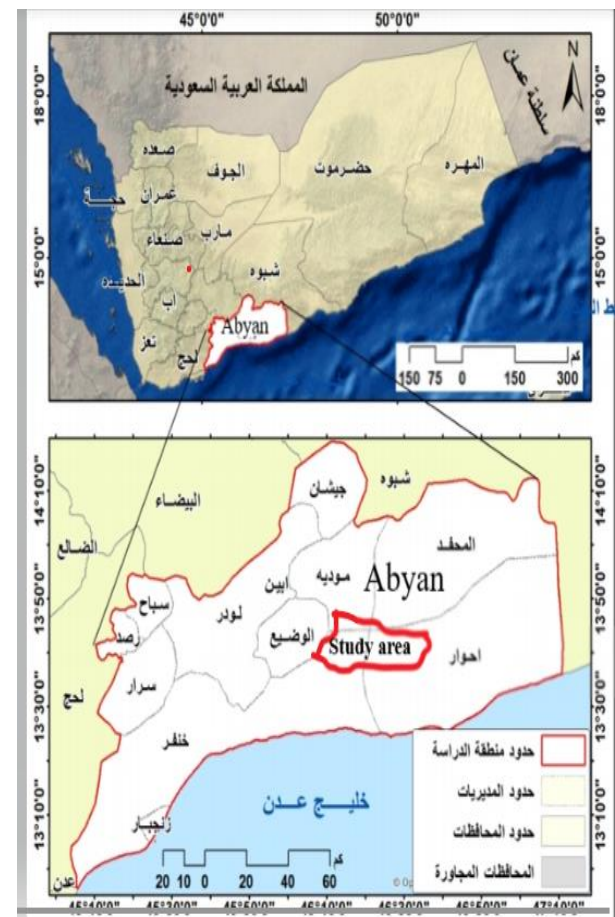 45°0'0"
50°0'0"
N
18°0'0"
18°0'0"
المملكة العربية السعودية
سلطنة عمان
صعده
الجوف
حضرموت
المهره
عمران
حجة
صنعاء
مارب
15°0'0"
15°0'0"
شبوه
الحديده
اب
Abyan
تعز
لحج
كم
150 75 0 150 300
14°10'0"
14°10'0"
جيشان
شبوه
البيضاء
المحفد
الضالع
موديه
Abyan
ابين
13°50'0"
13°50'0"
سباح
لودر
الوضيع
رصد
Study area
احوار
سرار
لحج
13°30'0"
13°30'0"
خنفر
حدود منطقة الدراسة
حدود المديريات
خليج عدن
13°10'0"
13°10'0"
زنجبار
حدود المحافظات
كم
20 10 0 20 40 60
المحافظات المجاورة
عدن